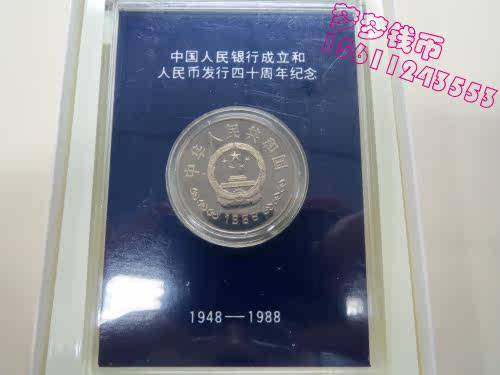 梦梦钱币
15611243553
中国人民银行成立和
人民币发行四十周年纪念
中华人民共和国
1988
1948—1988